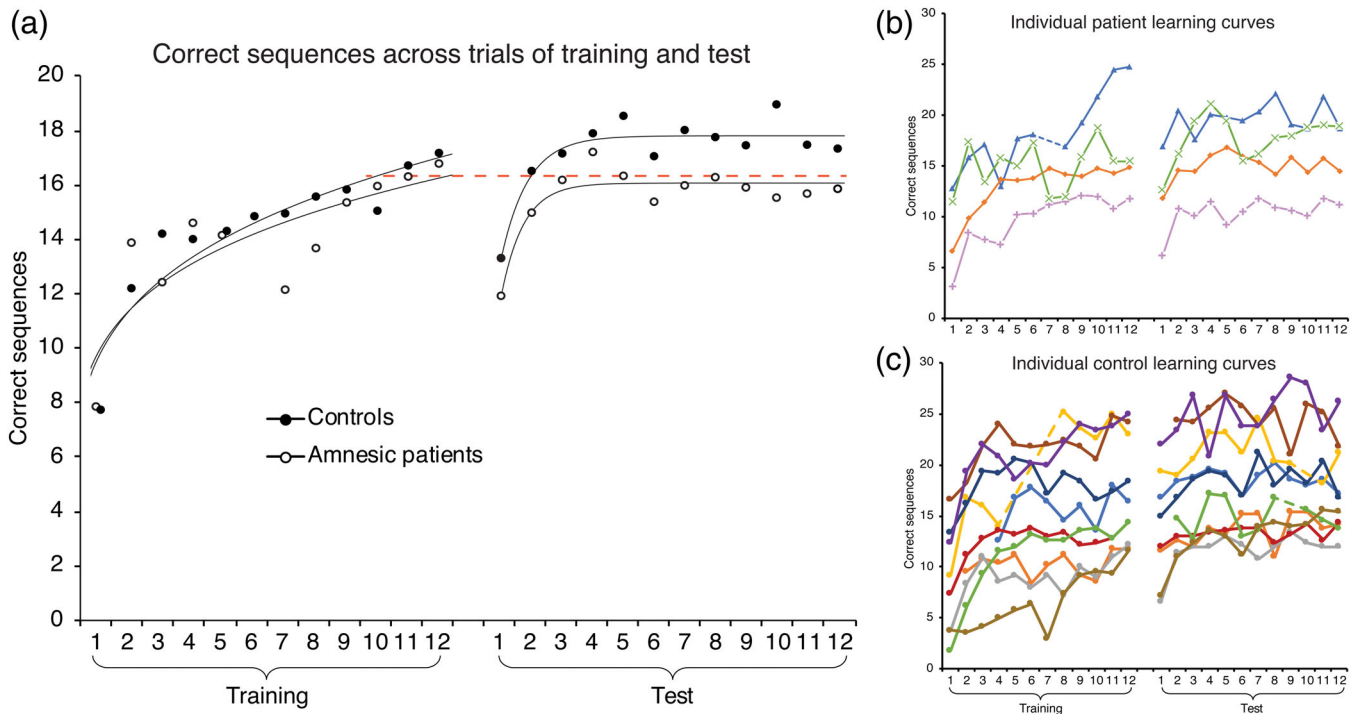 (a)
Correct sequences across trials of training and test
Correct sequences
20
18
16
14
12
10
8
6
4
2
0
Controls
Amnesic patients
1 2 3 4 5 6 7 8 9 10 11 12
1 2 3 4 5 6 7 8 9 10 11 12
Training
Test
(b)
Individual patient learning curves
Correct sequences
30
25
20
15
10
5
0
1 2 3 4 5 6 7 8 9 10 11 12
1 2 3 4 5 6 7 8 9 10 11 12
(c)
Individual control learning curves
Correct sequences
30
25
20
15
10
5
0
1 2 3 4 5 6 7 8 9 10 11 12
1 2 3 4 5 6 7 8 9 10 11 12
Training
Test